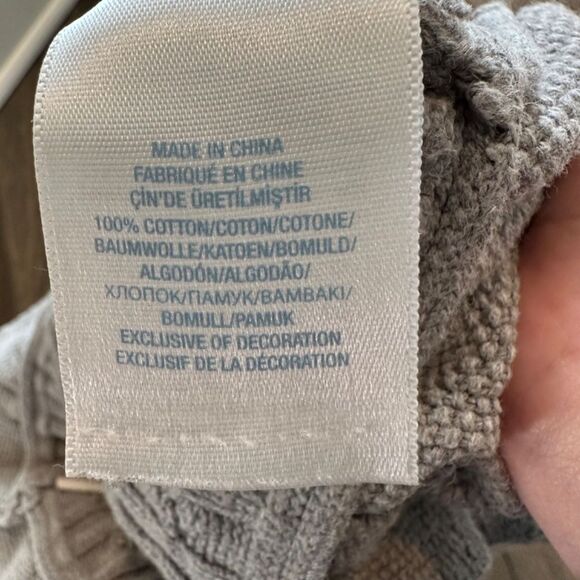 MADE IN CHINA
FABRIQUÉ EN CHINE
ÇİN'DE ÜRETİLMİŞTİR
100% COTTON/COTON/COTONE/
BAUMWOLLE/KATOEN/BOMULD/
ALGODÓN/ALGODÃO/
ХЛОПОК/ПАМУК/ΒΑΜΒΑΚΙ/
BOMULL/PAMUK
EXCLUSIVE OF DECORATION
EXCLUSIF DE LA DÉCORATION